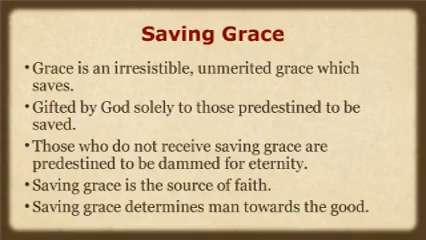 Saving Grace
•Grace is an irresistible, unmerited grace which
saves.
•Gifted by God solely to those predestined to be
saved.
•Those who do not receive saving grace are
predestined to be dammed for eternity.
•Saving grace is the source of faith.
•Saving grace determines man towards the good.